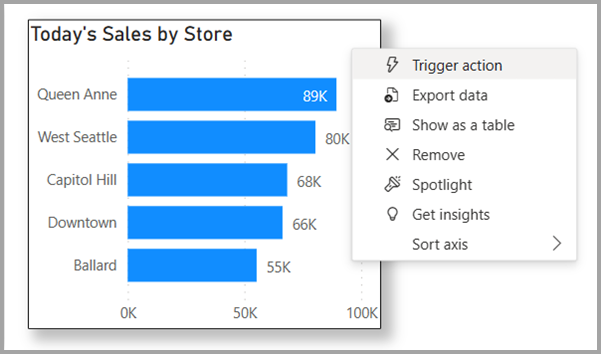 Today's Sales by Store
Queen Anne
89K
West Seattle
80K
Capitol Hill
68K
Downtown
66K
Ballard
55K
0K
50K
100K
Trigger action
Export data
Show as a table
Remove
Spotlight
Get insights
Sort axis